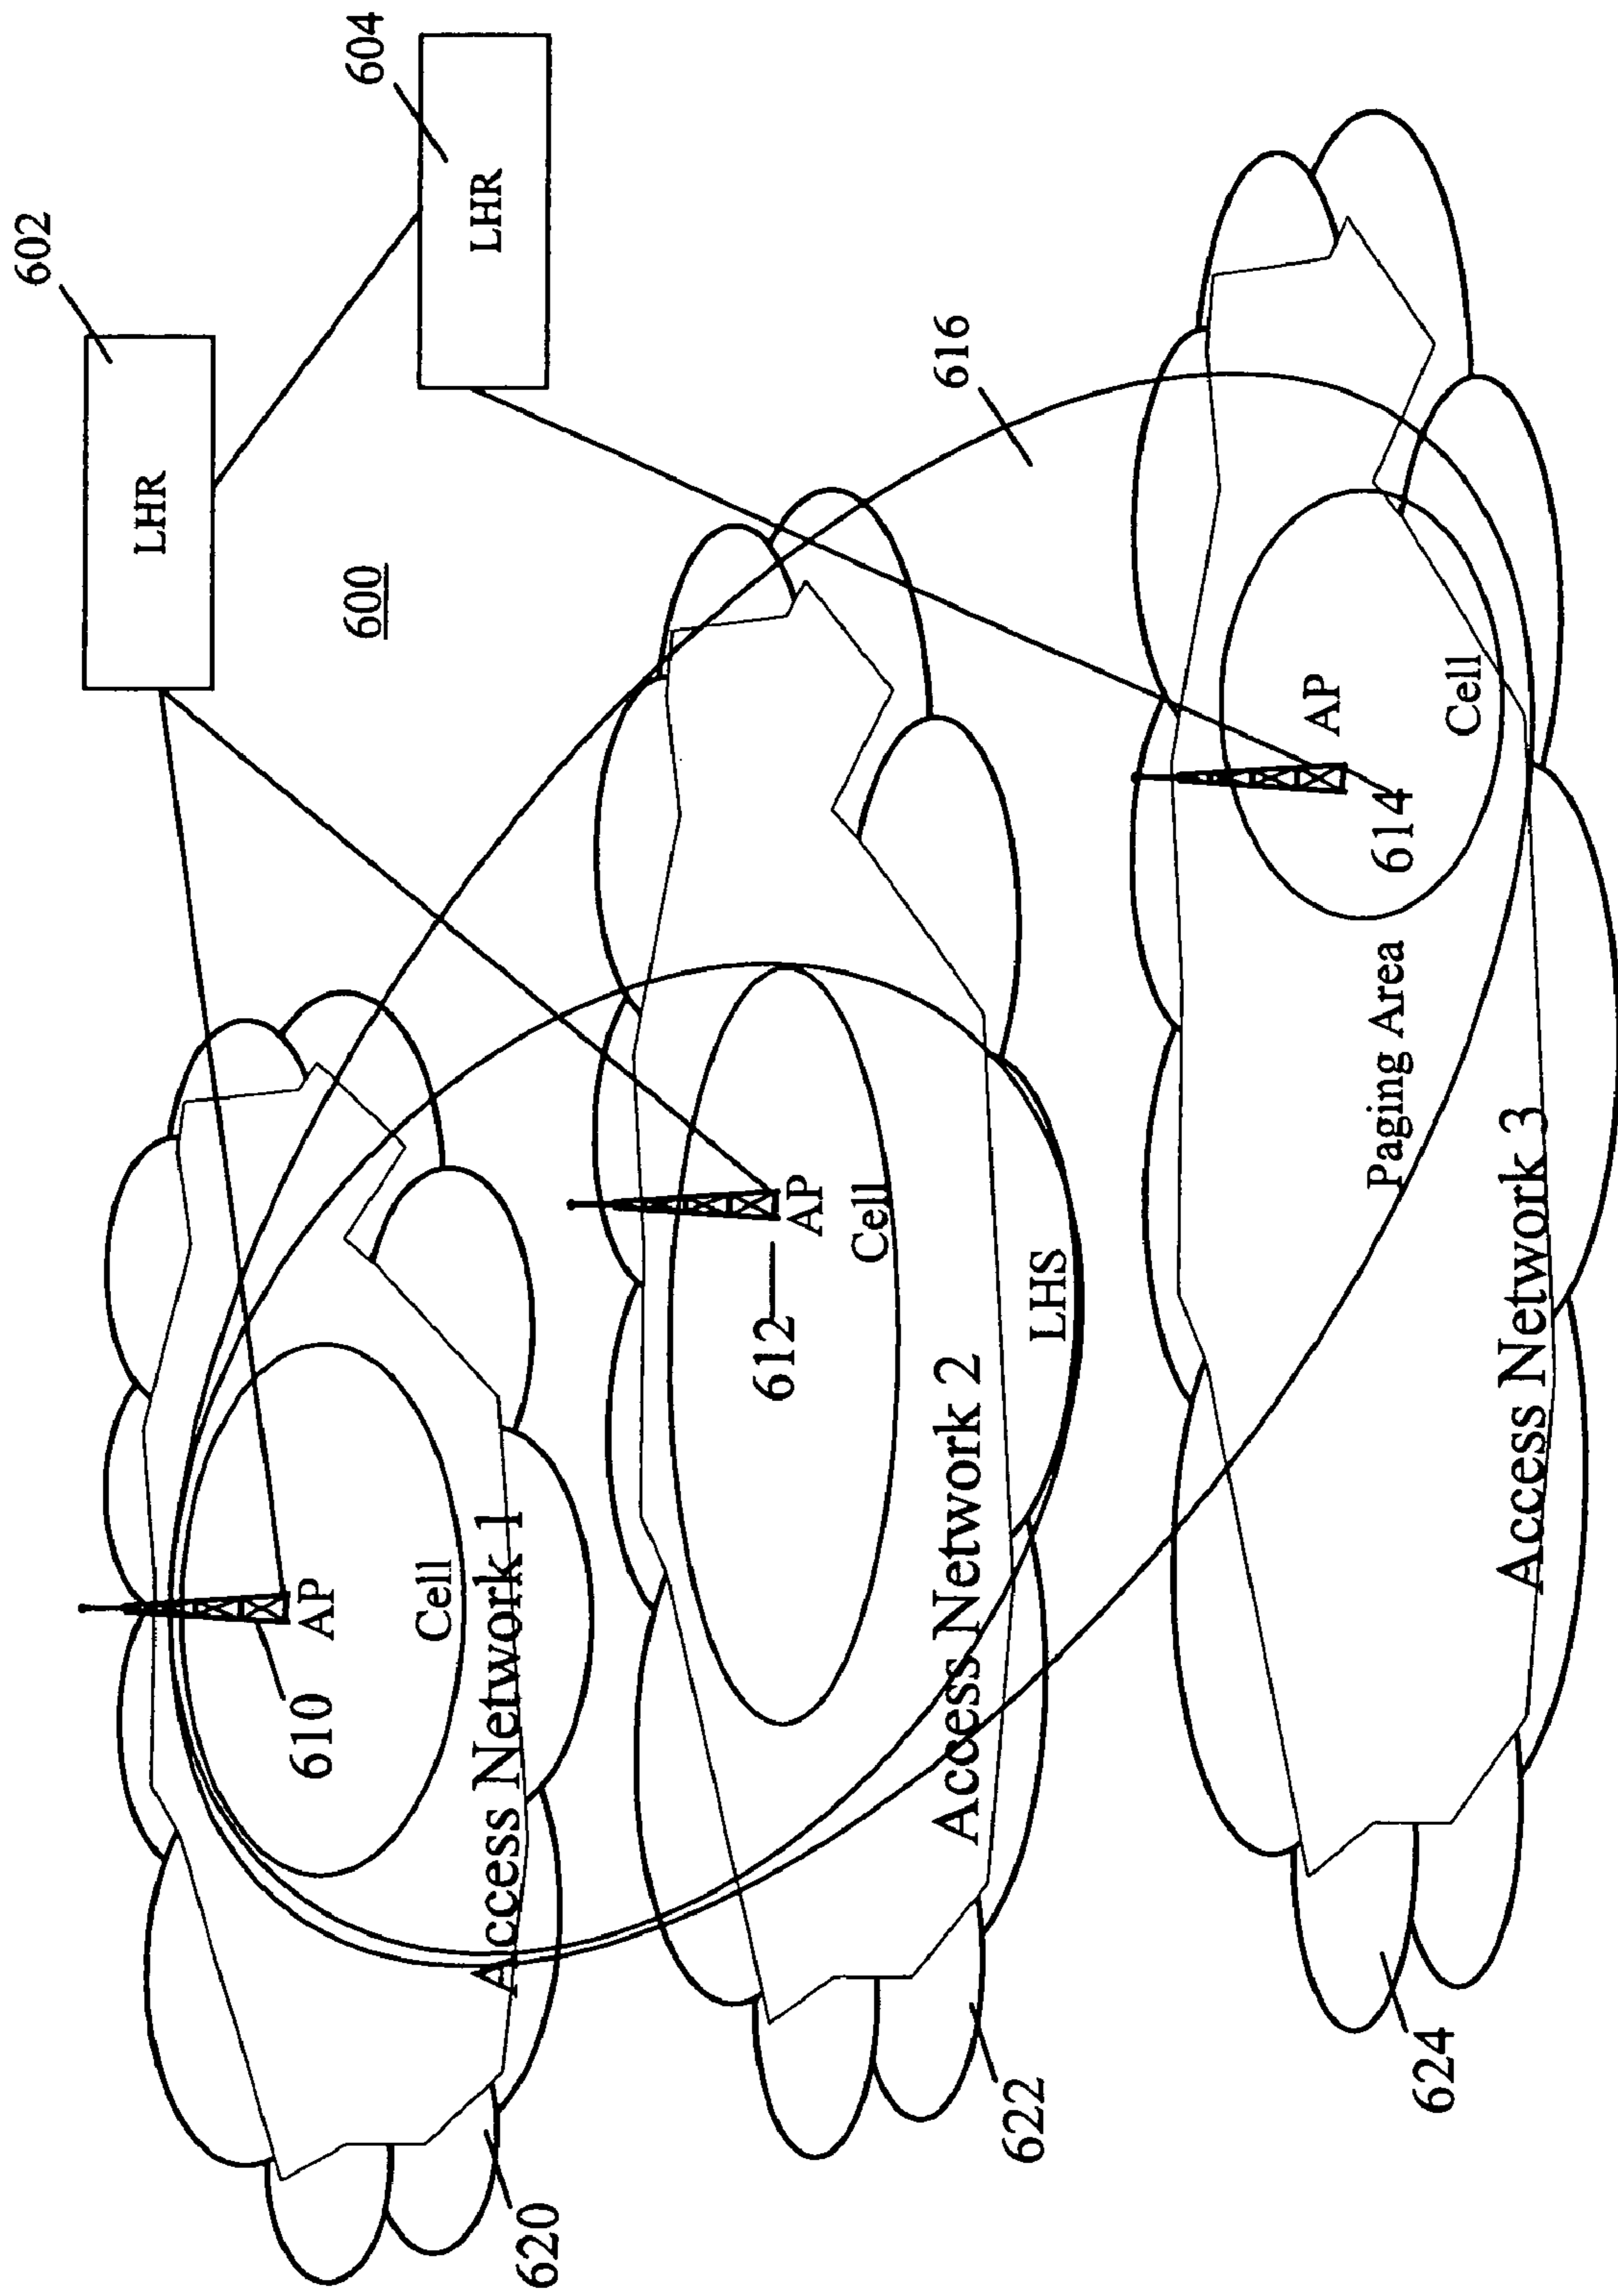 602
LHR
604
LHR
600
616
AP
610
Cell
Access Network 1
620
612
AP
Cell
LHS
Access Network 2
622
AP
614
Cell
Paging Area
Access Network 3
624